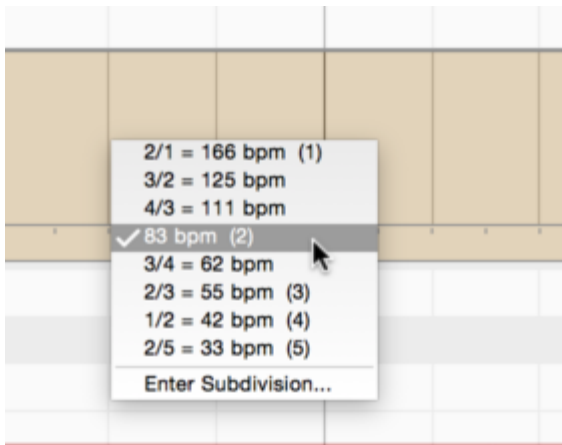 2/1 = 166 bpm (1)
3/2 = 125 bpm
4/3 = 111 bpm
✓ 83 bpm (2)
3/4 = 62 bpm
2/3 = 55 bpm (3)
1/2 = 42 bpm (4)
2/5 = 33 bpm (5)
Enter Subdivision...